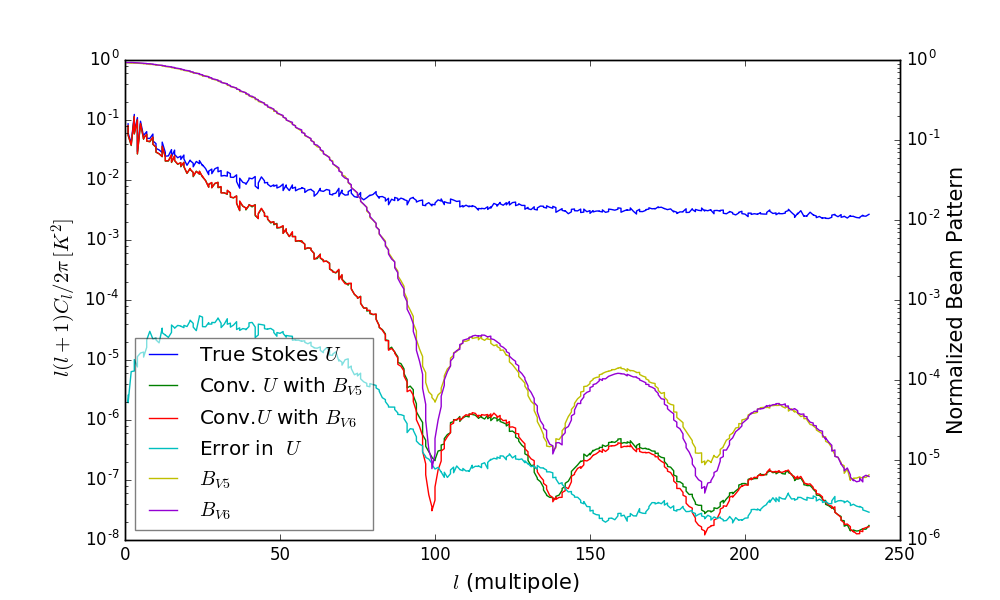 10^0
10^-1
10^-2
10^-3
10^-4
10^-5
10^-6
10^-7
10^-8
l(l+1)C_l/2π [K^2]
True Stokes U
Conv. U with B_V5
Conv.U with B_V6
Error in U
B_V5
B_V6
0 50 100 150 200 250
l (multipole)
10^0
10^-1
10^-2
10^-3
10^-4
10^-5
10^-6
Normalized Beam Pattern